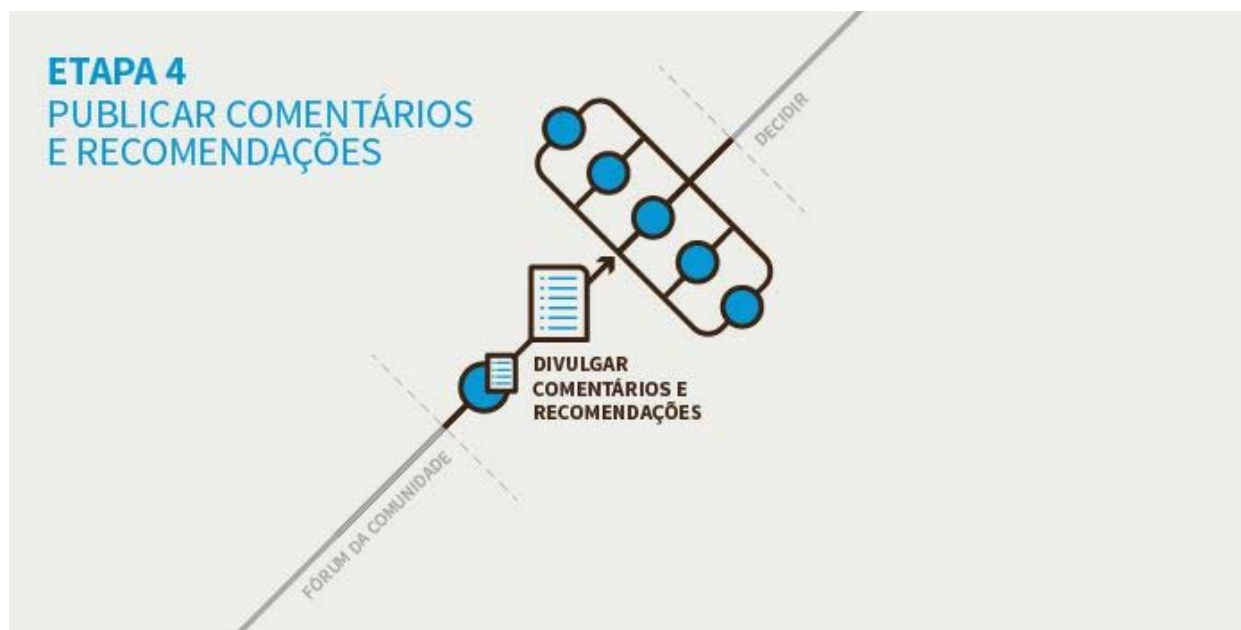 ETAPA 4
PUBLICAR COMENTÁRIOS
E RECOMENDAÇÕES
DECIDIR
DIVULGAR
COMENTÁRIOS E
RECOMENDAÇÕES
FÓRUM DA COMUNIDADE